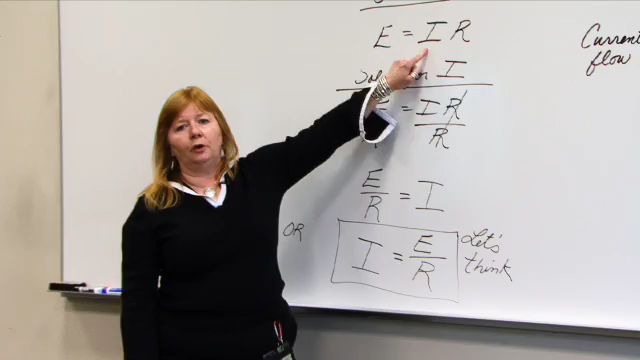 E = I R
Current
flow
Solve for I
= I R
R
E
R
= I
OR
I = E
R
Let's
think